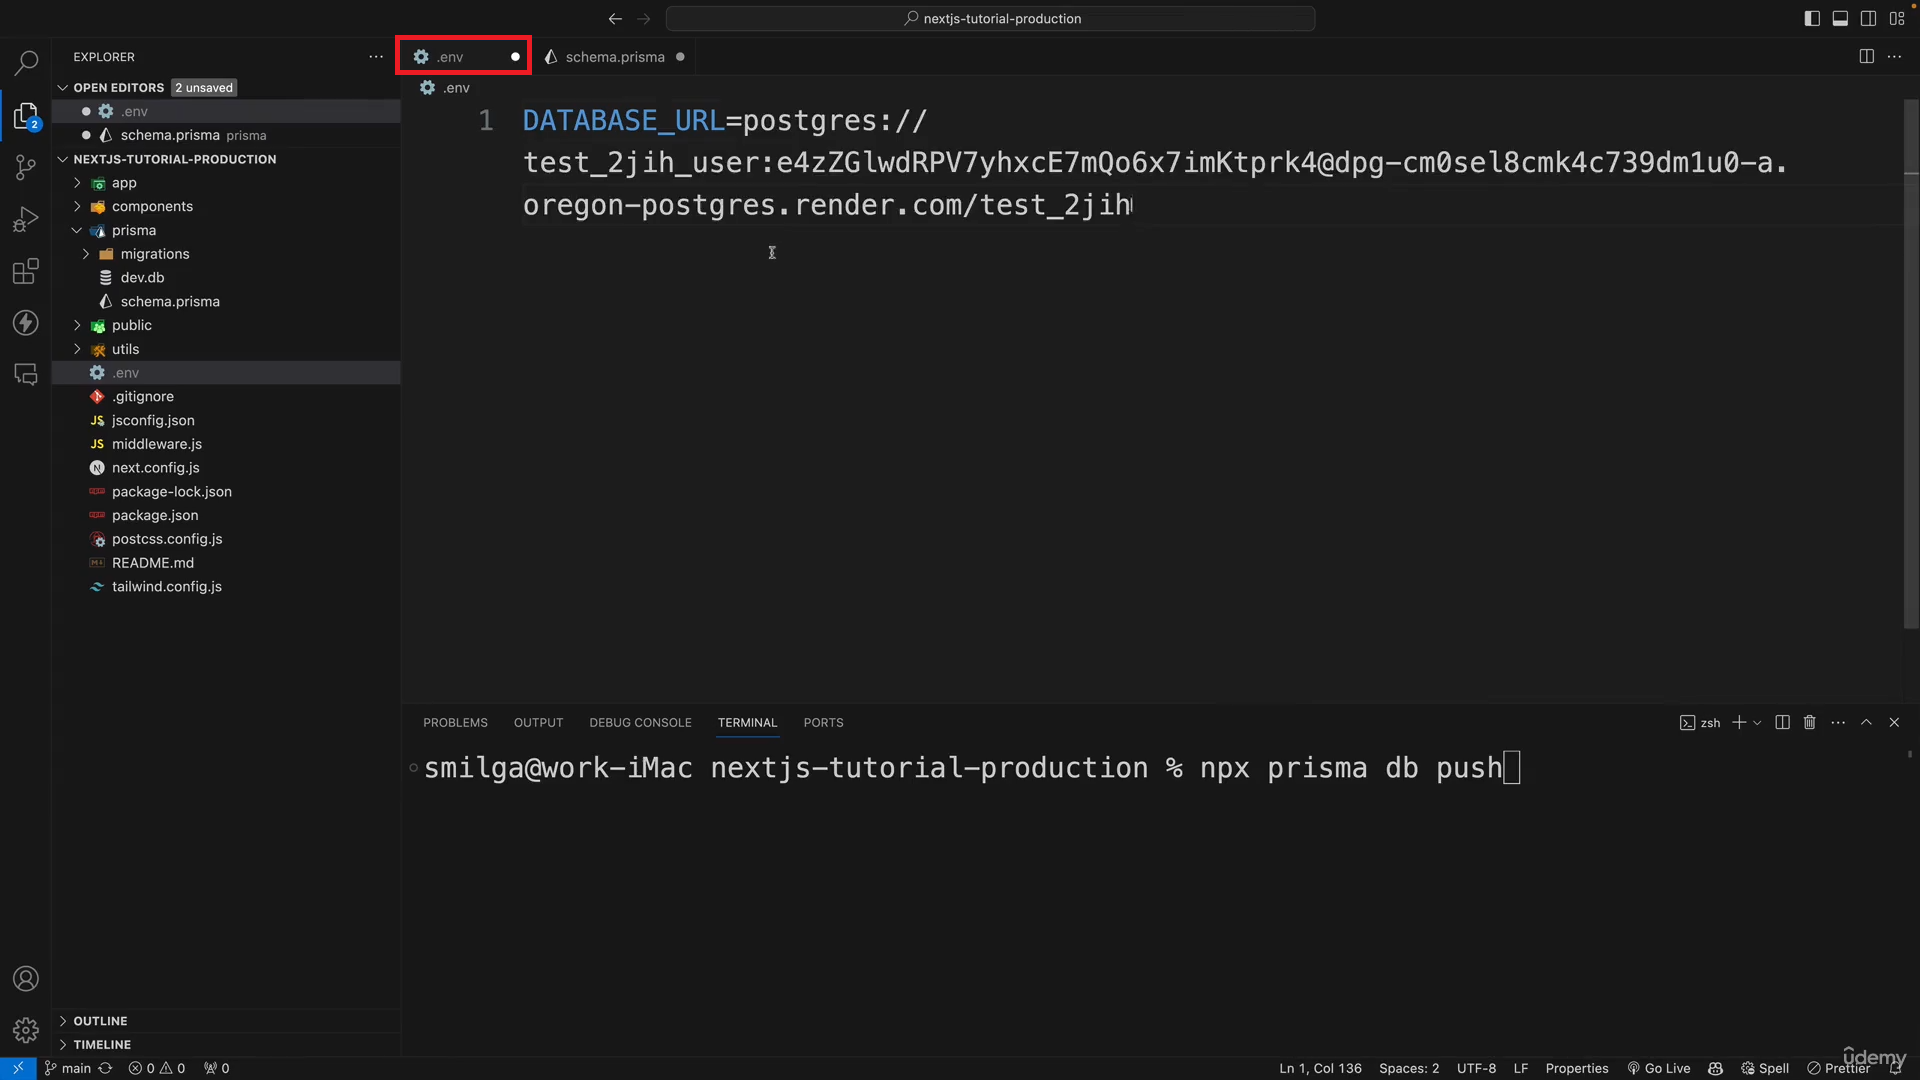 nextjs-tutorial-production
EXPLORER
.env
schema.prisma
OPEN EDITORS 2 unsaved
.env
.env
schema.prisma prisma
2
NEXTJS-TUTORIAL-PRODUCTION
app
components
prisma
migrations
dev.db
schema.prisma
public
utils
.env
.gitignore
JS jsconfig.json
JS middleware.js
N next.config.js
package-lock.json
package.json
postcss.config.js
README.md
tailwind.config.js
OUTLINE
TIMELINE
1 DATABASE_URL=postgres://
test_2jih_user:e4zZGlwdRPV7yhxcE7mQo6x7imKtprk4@dpg-cm0sel8cmk4c739dm1u0-a.
oregon-postgres.render.com/test_2jih
PROBLEMS OUTPUT DEBUG CONSOLE TERMINAL PORTS
zsh
smilga@work-iMac nextjs-tutorial-production % npx prisma db push
main 0 0 0
Ln 1, Col 136 Spaces: 2 UTF-8 LF Properties Go Live Spell Prettier
udemy